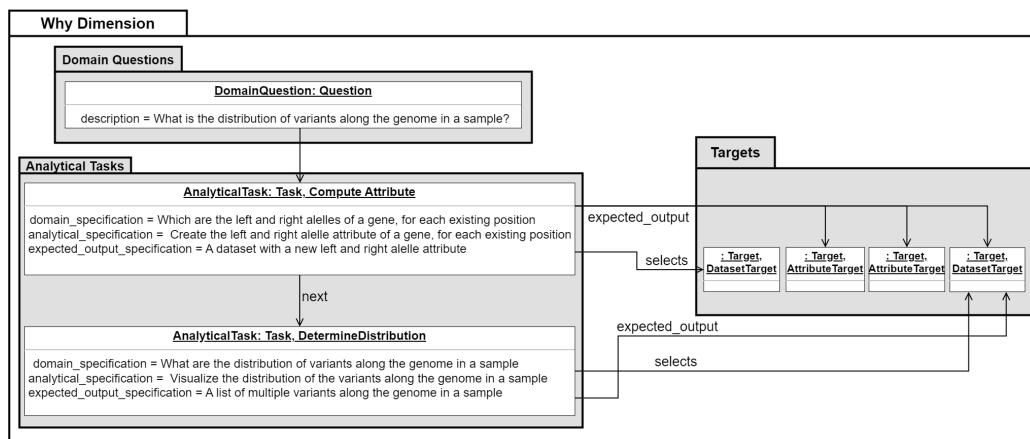 Why Dimension
Domain Questions
DomainQuestion: Question
description = What is the distribution of variants along the genome in a sample?
Analytical Tasks
AnalyticalTask: Task, Compute Attribute
domain_specification = Which are the left and right alelles of a gene, for each existing position
analytical_specification = Create the left and right alelle attribute of a gene, for each existing position
expected_output_specification = A dataset with a new left and right alelle attribute
next
AnalyticalTask: Task, DetermineDistribution
domain_specification = What are the distribution of variants along the genome in a sample
analytical_specification = Visualize the distribution of the variants along the genome in a sample
expected_output_specification = A list of multiple variants along the genome in a sample
expected_output
selects
expected_output
selects
Targets
: Target,
DatasetTarget
: Target,
AttributeTarget
: Target,
AttributeTarget
: Target,
DatasetTarget